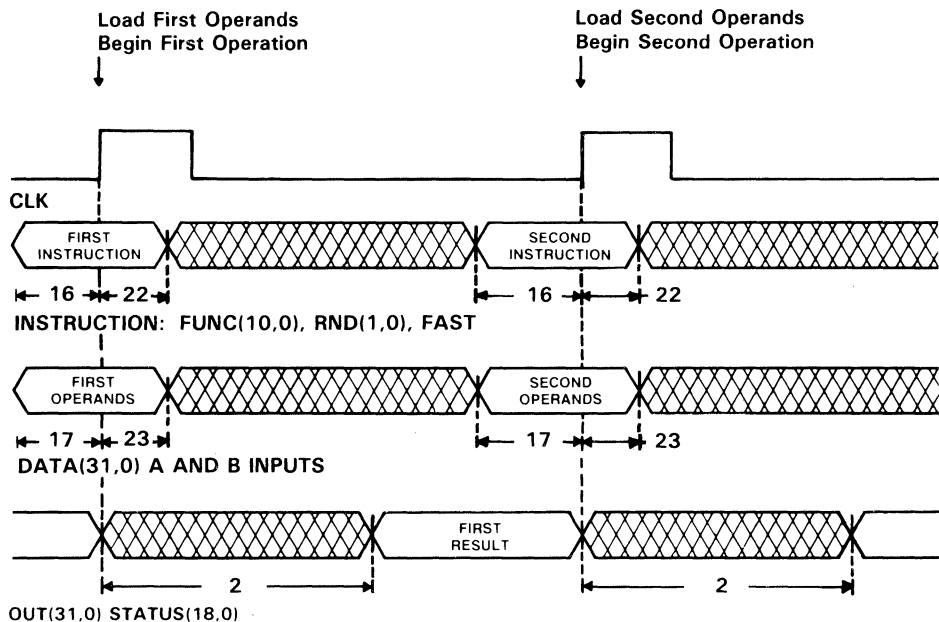 Load First Operands
Begin First Operation
Load Second Operands
Begin Second Operation
CLK
FIRST
INSTRUCTION
SECOND
INSTRUCTION
16
22
16
22
INSTRUCTION: FUNC(10,0), RND(1,0), FAST
FIRST
OPERANDS
SECOND
OPERANDS
17
23
17
23
DATA(31,0) A AND B INPUTS
FIRST
RESULT
2
2
OUT(31,0) STATUS(18,0)